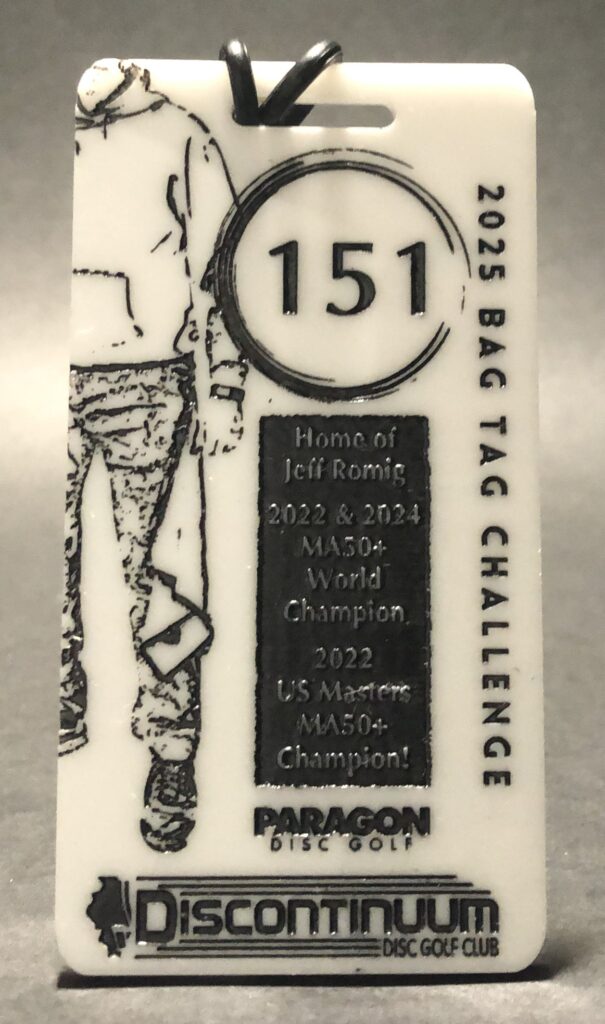 151
2025 BAG TAG CHALLENGE
Home of
Jeff Romig
2022 & 2024
MA50+
World
Champion
2022
US Masters
MA50+
Champion!
PARAGON
DISC GOLF
DISCONTINUUM
DISC GOLF CLUB